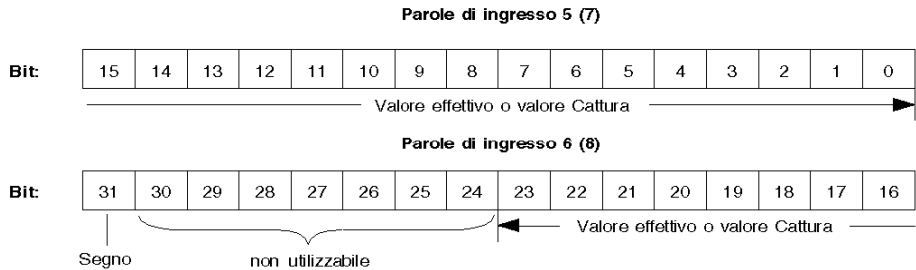 Parole di ingresso 5 (7)
Bit: 15 14 13 12 11 10 9 8 7 6 5 4 3 2 1 0
Valore effettivo o valore Cattura
Parole di ingresso 6 (8)
Bit: 31 30 29 28 27 26 25 24 23 22 21 20 19 18 17 16
Valore effettivo o valore Cattura
Segno non utilizzabile